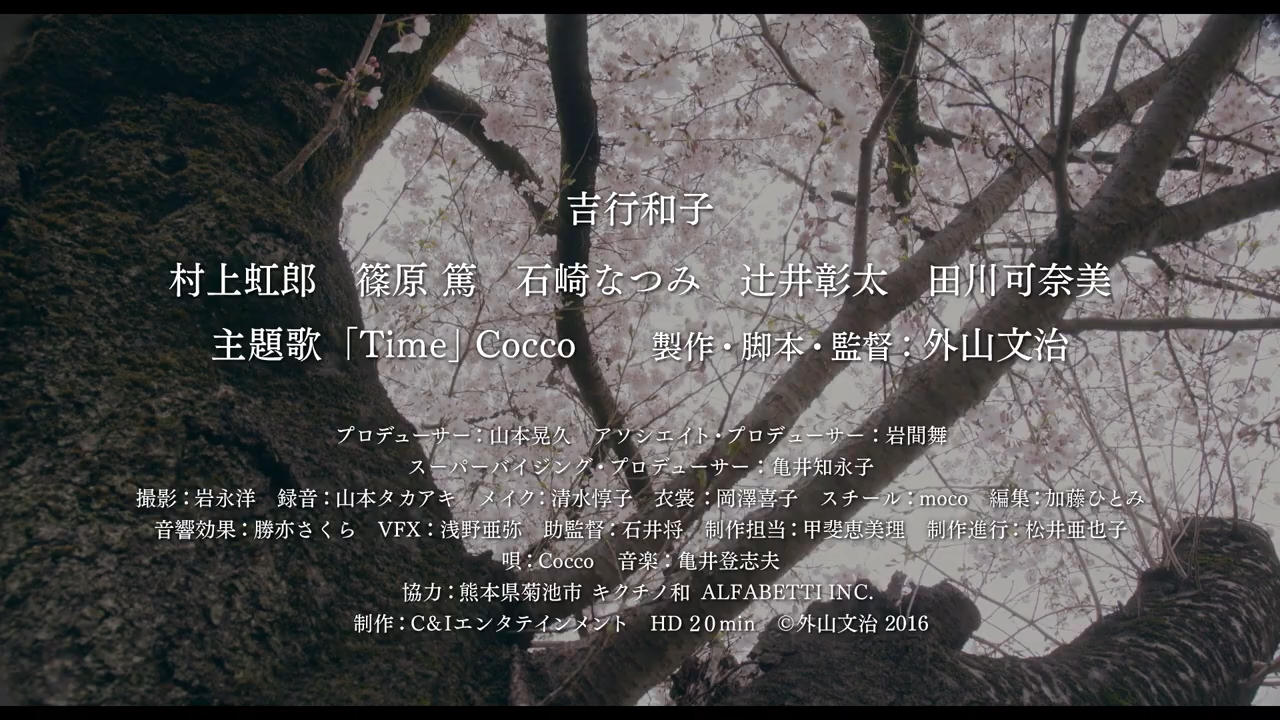 吉行和子
村上虹郎　篠原 篤　石崎なつみ　辻井彰太　田川可奈美
主題歌「Time」Cocco　製作・脚本・監督：外山文治
プロデューサー：山本晃久　アソシエイト・プロデューサー：岩間舞
スーパーバイジング・プロデューサー：亀井知永子
撮影：岩永洋　録音：山本タカアキ　メイク：清水惇子　衣裳：岡澤喜子　スチール：moco　編集：加藤ひとみ
音響効果：勝亦さくら　VFX：浅野亜弥　助監督：石井将　制作担当：甲斐恵美理　制作進行：松井亜也子
唄：Cocco　音楽：亀井登志夫
協力：熊本県菊池市 キクチノ和 ALFABETTI INC.
制作：C&Iエンタテインメント　HD 20min　©外山文治 2016